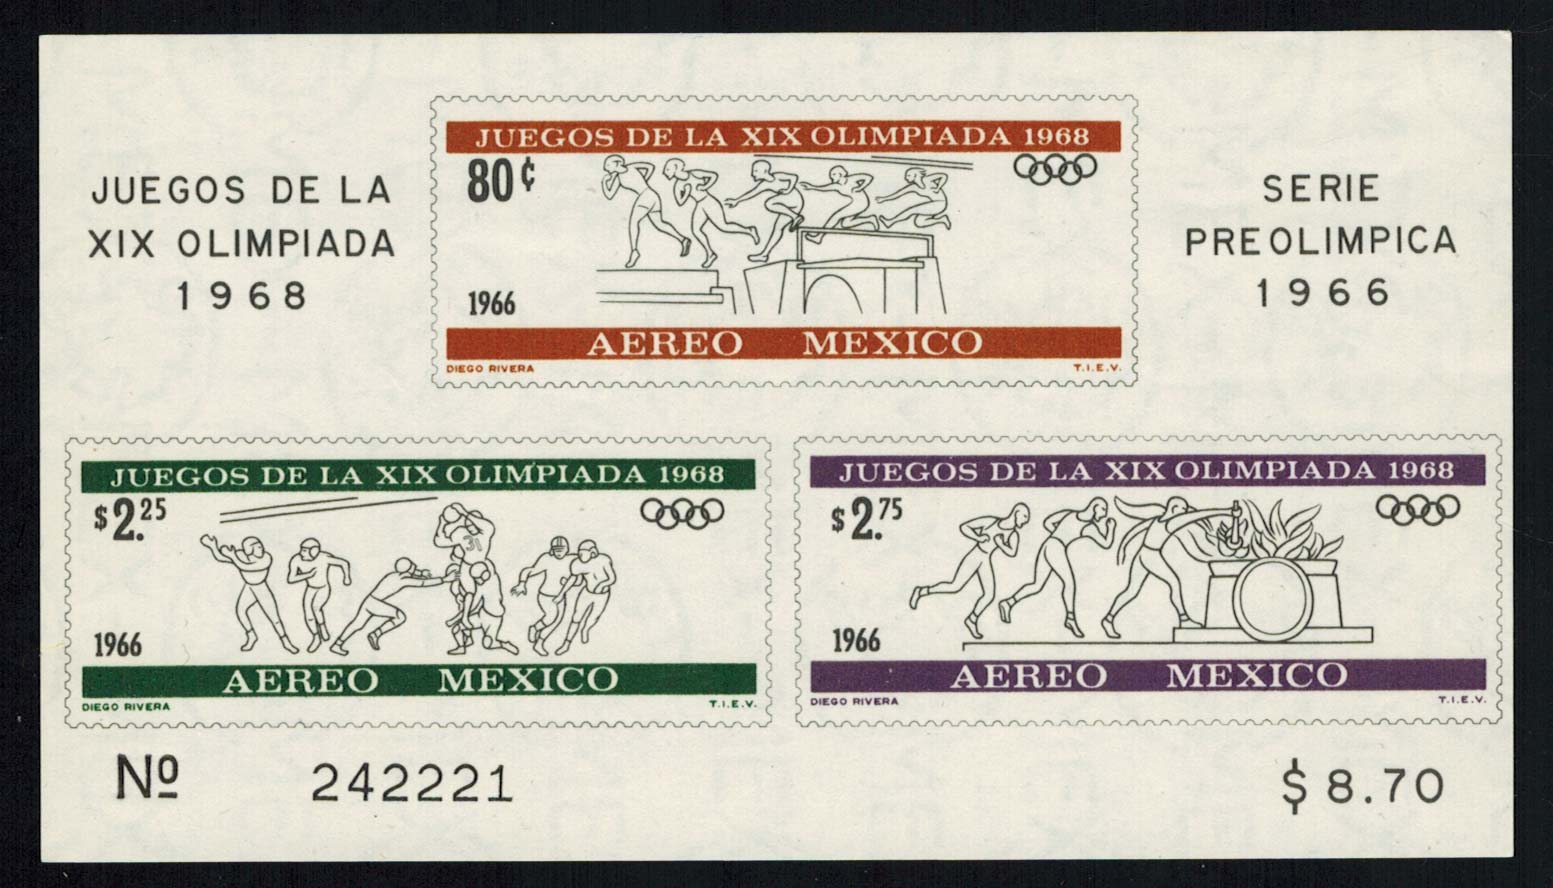 JUEGOS DE LA
XIX OLIMPIADA
1968
JUEGOS DE LA XIX OLIMPIADA 1968
80¢
1966
AEREO MEXICO
DIEGO RIVERA T.I.E.V.
SERIE
PREOLIMPICA
1966
JUEGOS DE LA XIX OLIMPIADA 1968
$2.25
31
1966
AEREO MEXICO
DIEGO RIVERA T.I.E.V.
JUEGOS DE LA XIX OLIMPIADA 1968
$2.75
1966
AEREO MEXICO
DIEGO RIVERA T.I.E.V.
Nº 242221
$8.70